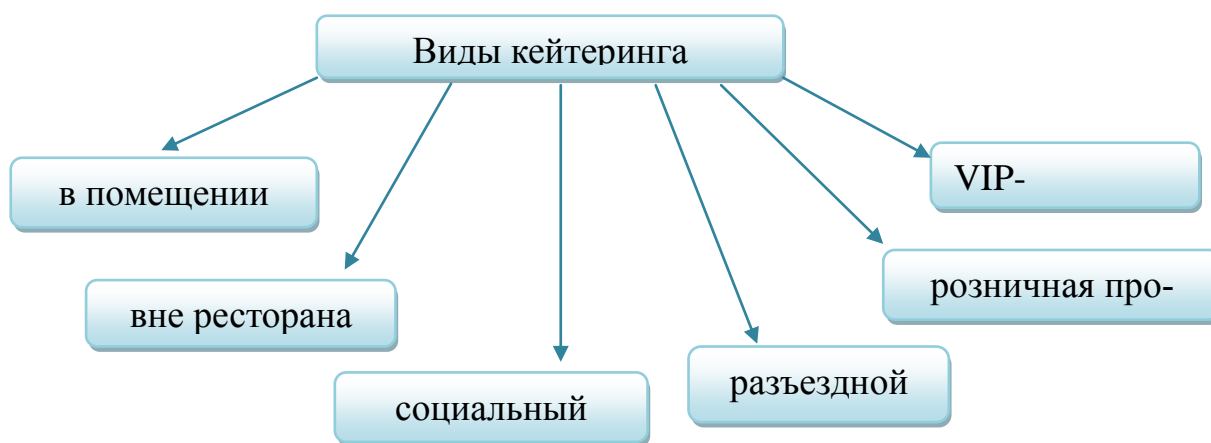 Виды кейтеринга
в помещении
VIP-
вне ресторана
розничная про-
социальный
разъездной